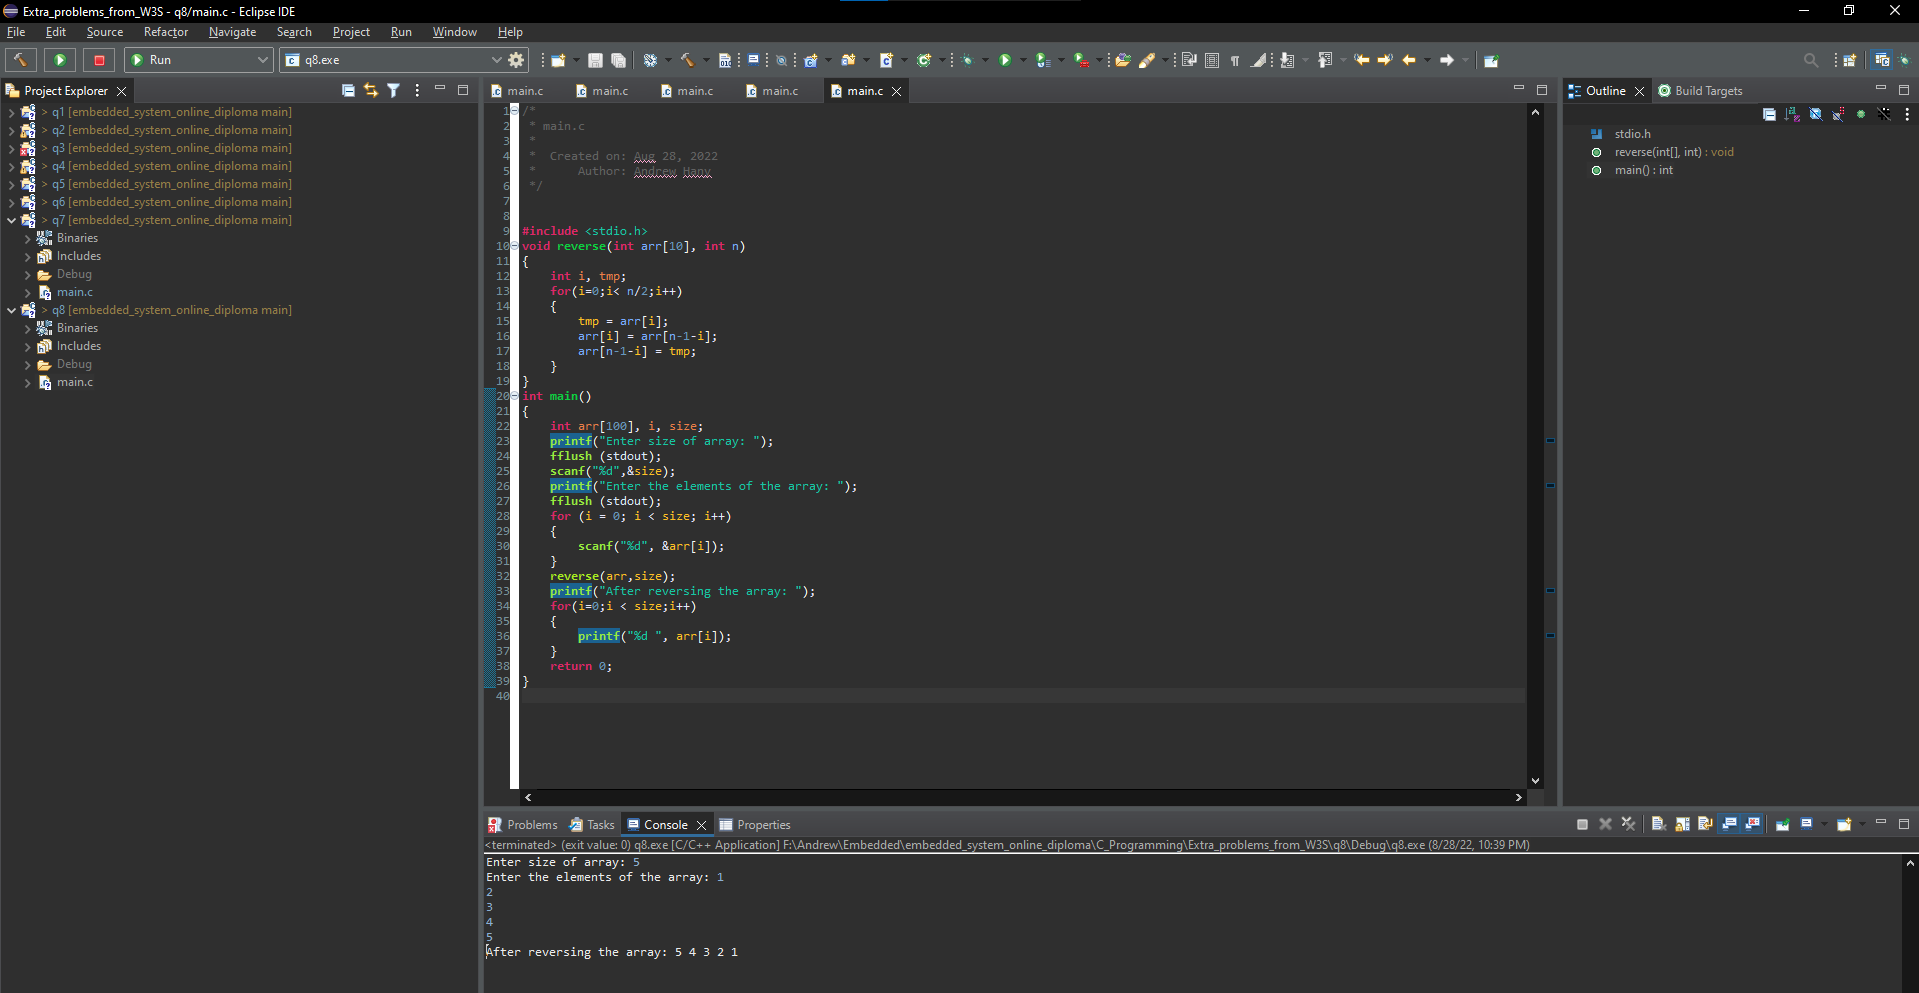 Extra_problems_from_W3S - q8/main.c - Eclipse IDE
File Edit Source Refactor Navigate Search Project Run Window Help
Run q8.exe
Project Explorer
> q1 [embedded_system_online_diploma main]
> q2 [embedded_system_online_diploma main]
> q3 [embedded_system_online_diploma main]
> q4 [embedded_system_online_diploma main]
> q5 [embedded_system_online_diploma main]
> q6 [embedded_system_online_diploma main]
> q7 [embedded_system_online_diploma main]
Binaries
Includes
Debug
main.c
> q8 [embedded_system_online_diploma main]
Binaries
Includes
Debug
main.c
main.c main.c main.c main.c main.c
1 /*
2 * main.c
3 *
4 * Created on: Aug 28, 2022
5 * Author: Andrew Hany
6 */
7
8
9 #include <stdio.h>
10 void reverse(int arr[10], int n)
11 {
12 int i, tmp;
13 for(i=0;i< n/2;i++)
14 {
15 tmp = arr[i];
16 arr[i] = arr[n-1-i];
17 arr[n-1-i] = tmp;
18 }
19 }
20 int main()
21 {
22 int arr[100], i, size;
23 printf("Enter size of array: ");
24 fflush (stdout);
25 scanf("%d",&size);
26 printf("Enter the elements of the array: ");
27 fflush (stdout);
28 for (i = 0; i < size; i++)
29 {
30 scanf("%d", &arr[i]);
31 }
32 reverse(arr,size);
33 printf("After reversing the array: ");
34 for(i=0;i < size;i++)
35 {
36 printf("%d ", arr[i]);
37 }
38 return 0;
39 }
40
Outline Build Targets
stdio.h
reverse(int[], int) : void
main() : int
Problems Tasks Console Properties
<terminated> (exit value: 0) q8.exe [C/C++ Application] F:\Andrew\Embedded\embedded_system_online_diploma\C_Programming\Extra_problems_from_W3S\q8\Debug\q8.exe (8/28/22, 10:39 PM)
Enter size of array: 5
Enter the elements of the array: 1
2
3
4
5
After reversing the array: 5 4 3 2 1